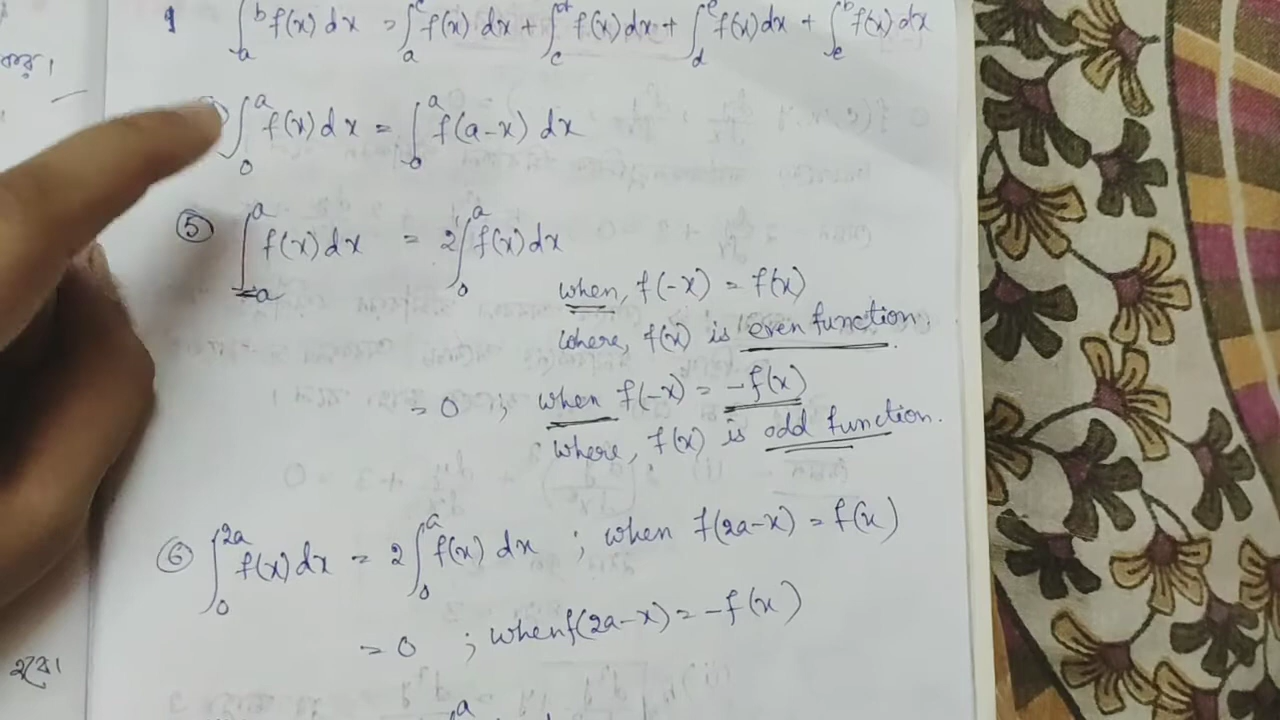 ∫_a^b f(x) dx = ∫_a^c f(x) dx + ∫_c^d f(x) dx + ∫_d^e f(x) dx + ∫_e^b f(x) dx
∫_0^a f(x) dx = ∫_0^a f(a-x) dx
⑤ ∫_{-a}^a f(x) dx = 2∫_0^a f(x) dx
when, f(-x) = f(x)
where, f(x) is even function.
= 0 ; when f(-x) = -f(x)
where, f(x) is odd function.
⑥ ∫_0^{2a} f(x) dx = 2∫_0^a f(x) dx ; when f(2a-x) = f(x)
= 0 ; when f(2a-x) = -f(x)
হবে।